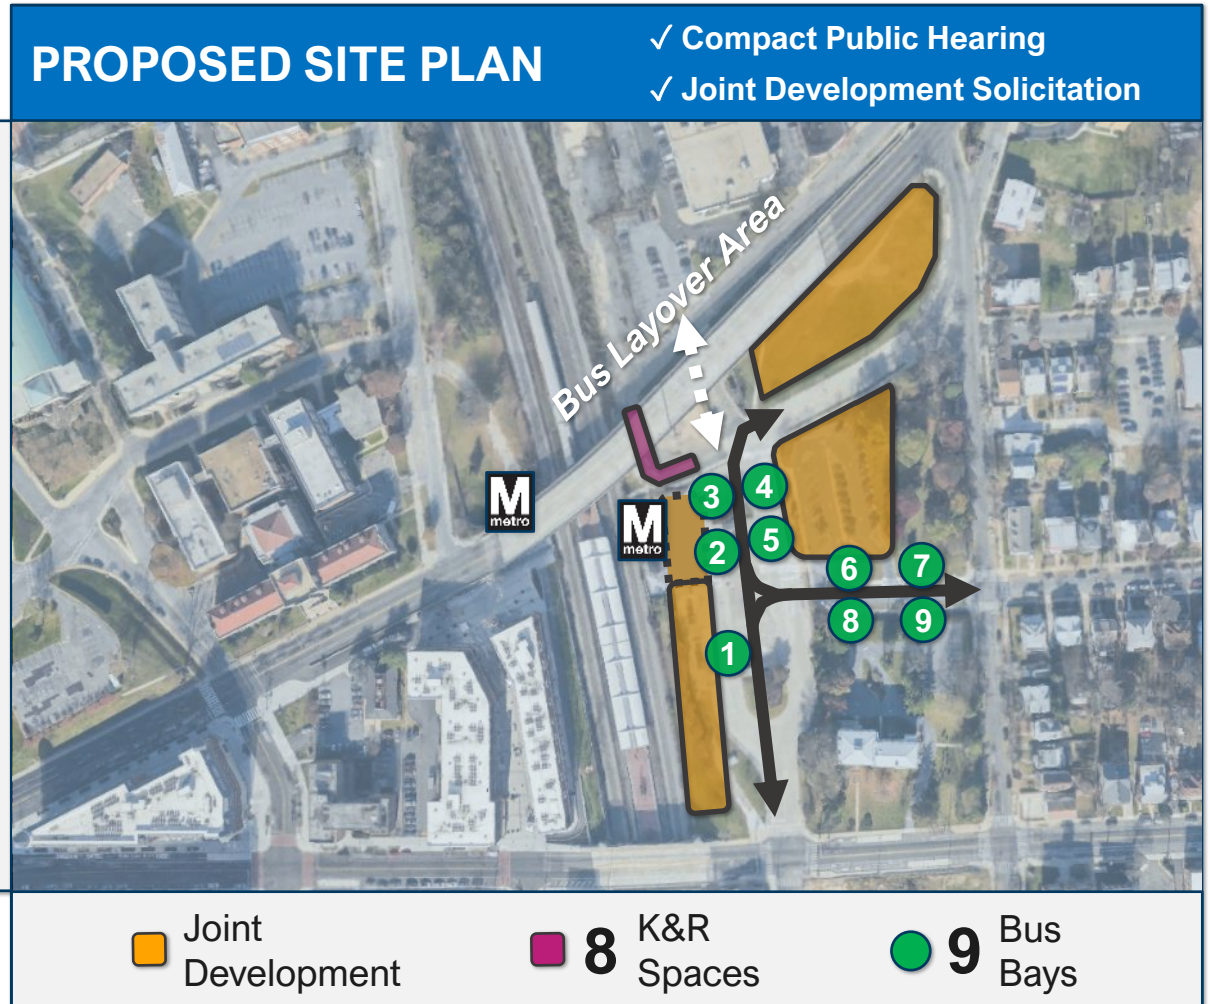 PROPOSED SITE PLAN
✓ Compact Public Hearing
✓ Joint Development Solicitation
Bus Layover Area
M
metro
M
metro
3
4
2
5
6
7
8
9
1
Joint
Development
8
K&R
Spaces
9
Bus
Bays